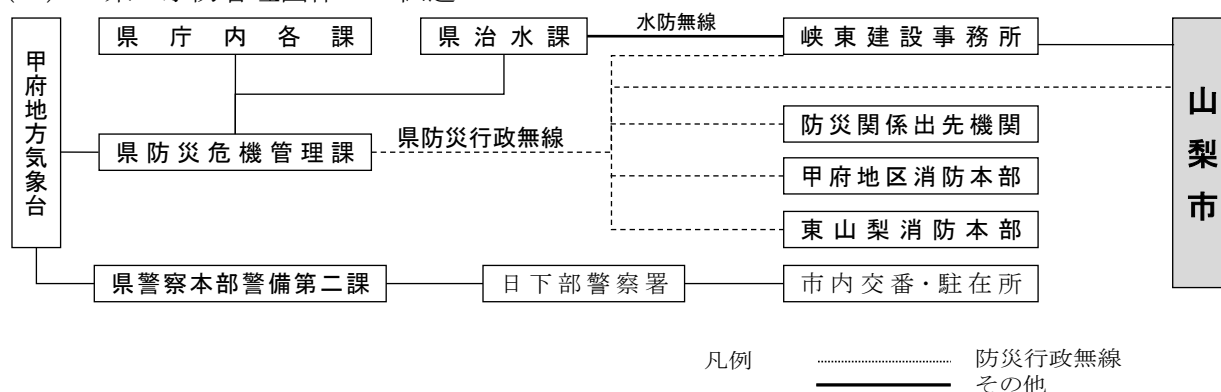 県庁内各課
県治水課
水防無線
峡東建設事務所
甲府地方気象台
山梨市
防災関係出先機関
県防災危機管理課
県防災行政無線
甲府地区消防本部
東山梨消防本部
県警察本部警備第二課
日下部警察署
市内交番・駐在所
凡例
防災行政無線
その他